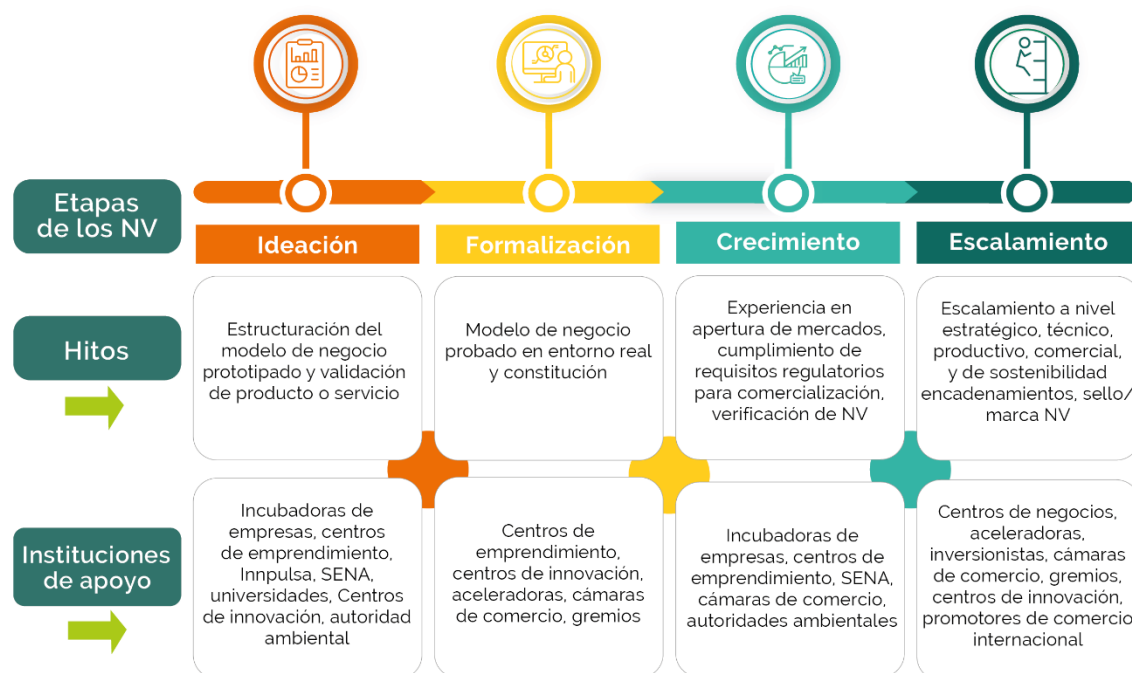 Etapas
de los NV
Ideación
Formalización
Crecimiento
Escalamiento
Hitos
Estructuración del
modelo de negocio
prototipado y validación
de producto o servicio
Modelo de negocio
probado en entorno real
y constitución
Experiencia en
apertura de mercados,
cumplimiento de
requisitos regulatorios
para comercialización,
verificación de NV
Escalamiento a nivel
estratégico, técnico,
productivo, comercial,
y de sostenibilidad
encadenamientos, sello/
marca NV
Instituciones
de apoyo
Incubadoras de
empresas, centros
de emprendimiento,
Innpulsa, SENA,
universidades, Centros
de innovación, autoridad
ambiental
Centros de
emprendimiento,
centros de innovación,
aceleradoras, cámaras
de comercio, gremios
Incubadoras de
empresas, centros de
emprendimiento, SENA,
cámaras de comercio,
autoridades ambientales
Centros de negocios,
aceleradoras,
inversionistas, cámaras
de comercio, gremios,
centros de innovación,
promotores de comercio
internacional